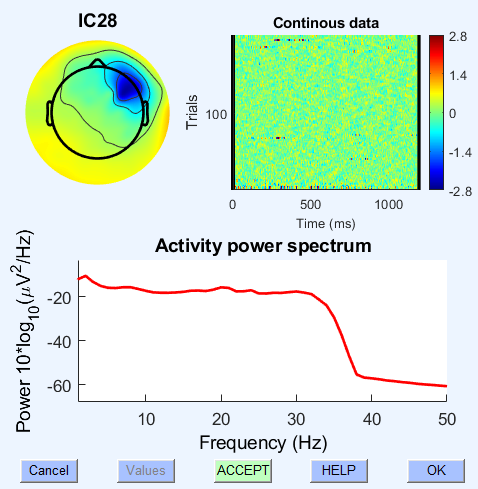 IC28
Continous data
Trials
100
2.8
1.4
0
-1.4
-2.8
0 500 1000
Time (ms)
Activity power spectrum
Power 10*log₁₀(μV²/Hz)
-20
-40
-60
10 20 30 40 50
Frequency (Hz)
Cancel Values ACCEPT HELP OK